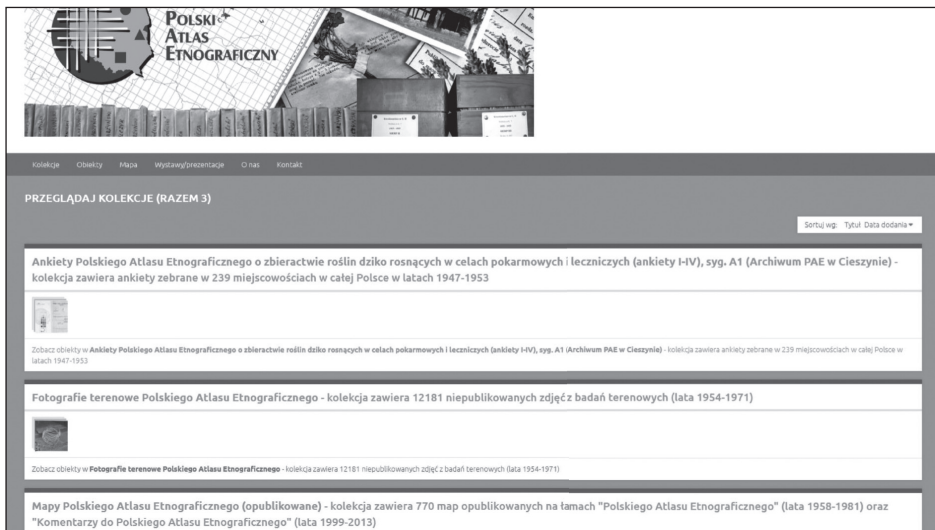 POLSKI
ATLAS
ETNOGRAFICZNY
Kolekcje Obiekty Mapa Wystawy/prezentacje O nas Kontakt
PRZEGLĄDAJ KOLEKCJE (RAZEM 3)
Sortuj wg: Tytuł Data dodania
Ankiety Polskiego Atlasu Etnograficznego o zbieractwie roślin dziko rosnących w celach pokarmowych i leczniczych (ankiety I-IV), syg. A1 (Archiwum PAE w Cieszynie) -
kolekcja zawiera ankiety zebrane w 239 miejscowościach w całej Polsce w latach 1947-1953
Zobacz obiekty w Ankiety Polskiego Atlasu Etnograficznego o zbieractwie roślin dziko rosnących w celach pokarmowych i leczniczych (ankiety I-IV), syg. A1 (Archiwum PAE w Cieszynie) - kolekcja zawiera ankiety zebrane w 239 miejscowościach w całej Polsce w
latach 1947-1953
Fotografie terenowe Polskiego Atlasu Etnograficznego - kolekcja zawiera 12181 niepublikowanych zdjęć z badań terenowych (lata 1954-1971)
Zobacz obiekty w Fotografie terenowe Polskiego Atlasu Etnograficznego - kolekcja zawiera 12181 niepublikowanych zdjęć z badań terenowych (lata 1954-1971)
Mapy Polskiego Atlasu Etnograficznego (opublikowane) - kolekcja zawiera 770 map opublikowanych na łamach "Polskiego Atlasu Etnograficznego" (lata 1958-1981) oraz
"Komentarzy do Polskiego Atlasu Etnograficznego" (lata 1999-2013)